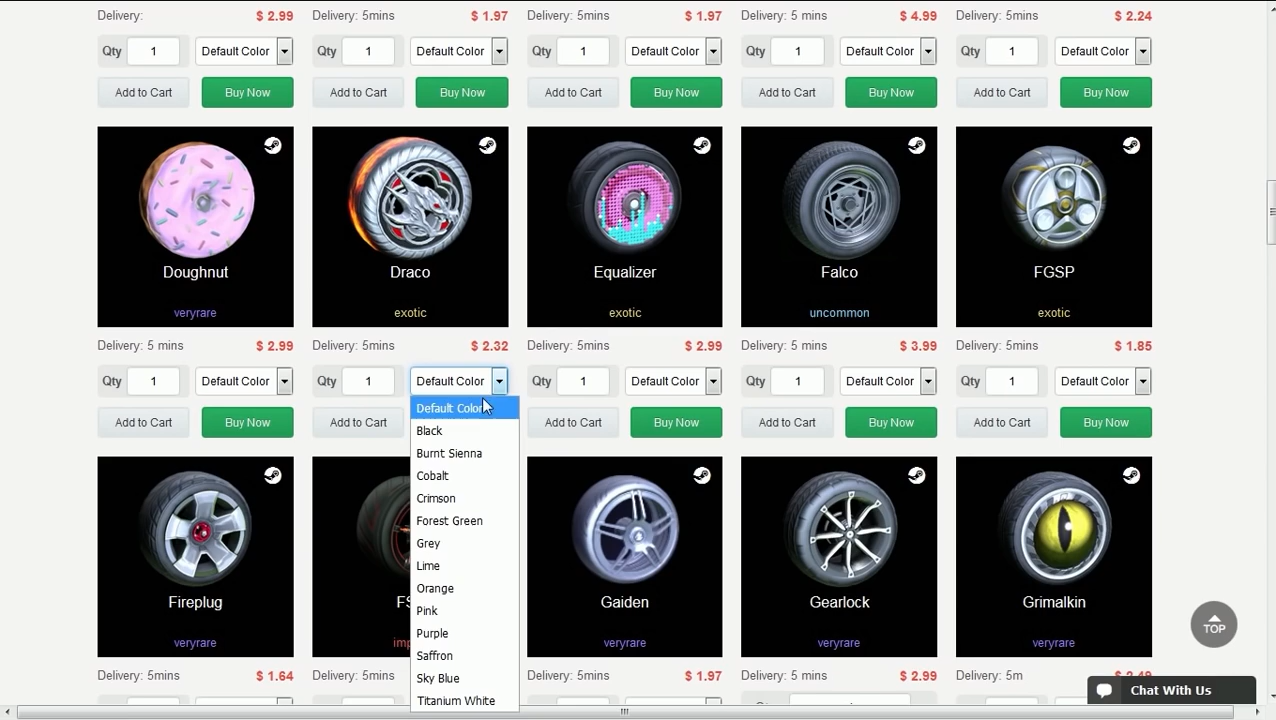 Delivery: $ 2.99 Delivery: 5mins $ 1.97 Delivery: 5mins $ 1.97 Delivery: 5 mins $ 4.99 Delivery: 5mins $ 2.24
Qty 1 Default Color Qty 1 Default Color Qty 1 Default Color Qty 1 Default Color Qty 1 Default Color
Add to Cart Buy Now Add to Cart Buy Now Add to Cart Buy Now Add to Cart Buy Now Add to Cart Buy Now
Doughnut Draco Equalizer Falco FGSP
veryrare exotic exotic uncommon exotic
Delivery: 5 mins $ 2.99 Delivery: 5mins $ 2.32 Delivery: 5mins $ 2.99 Delivery: 5mins $ 3.99 Delivery: 5mins $ 1.85
Qty 1 Default Color Qty 1 Default Color Qty 1 Default Color Qty 1 Default Color Qty 1 Default Color
Add to Cart Buy Now Add to Cart Add to Cart Buy Now Add to Cart Buy Now Add to Cart Buy Now
Default Color
Black
Burnt Sienna
Cobalt
Crimson
Forest Green
Grey
Lime
Orange
Pink
Purple
Saffron
Sky Blue
Titanium White
Fireplug Gaiden Gearlock Grimalkin
veryrare veryrare veryrare veryrare
Delivery: 5mins $ 1.64 Delivery: 5mins Delivery: 5mins $ 1.97 Delivery: 5mins $ 2.99 Delivery: 5m
TOP
Chat With Us